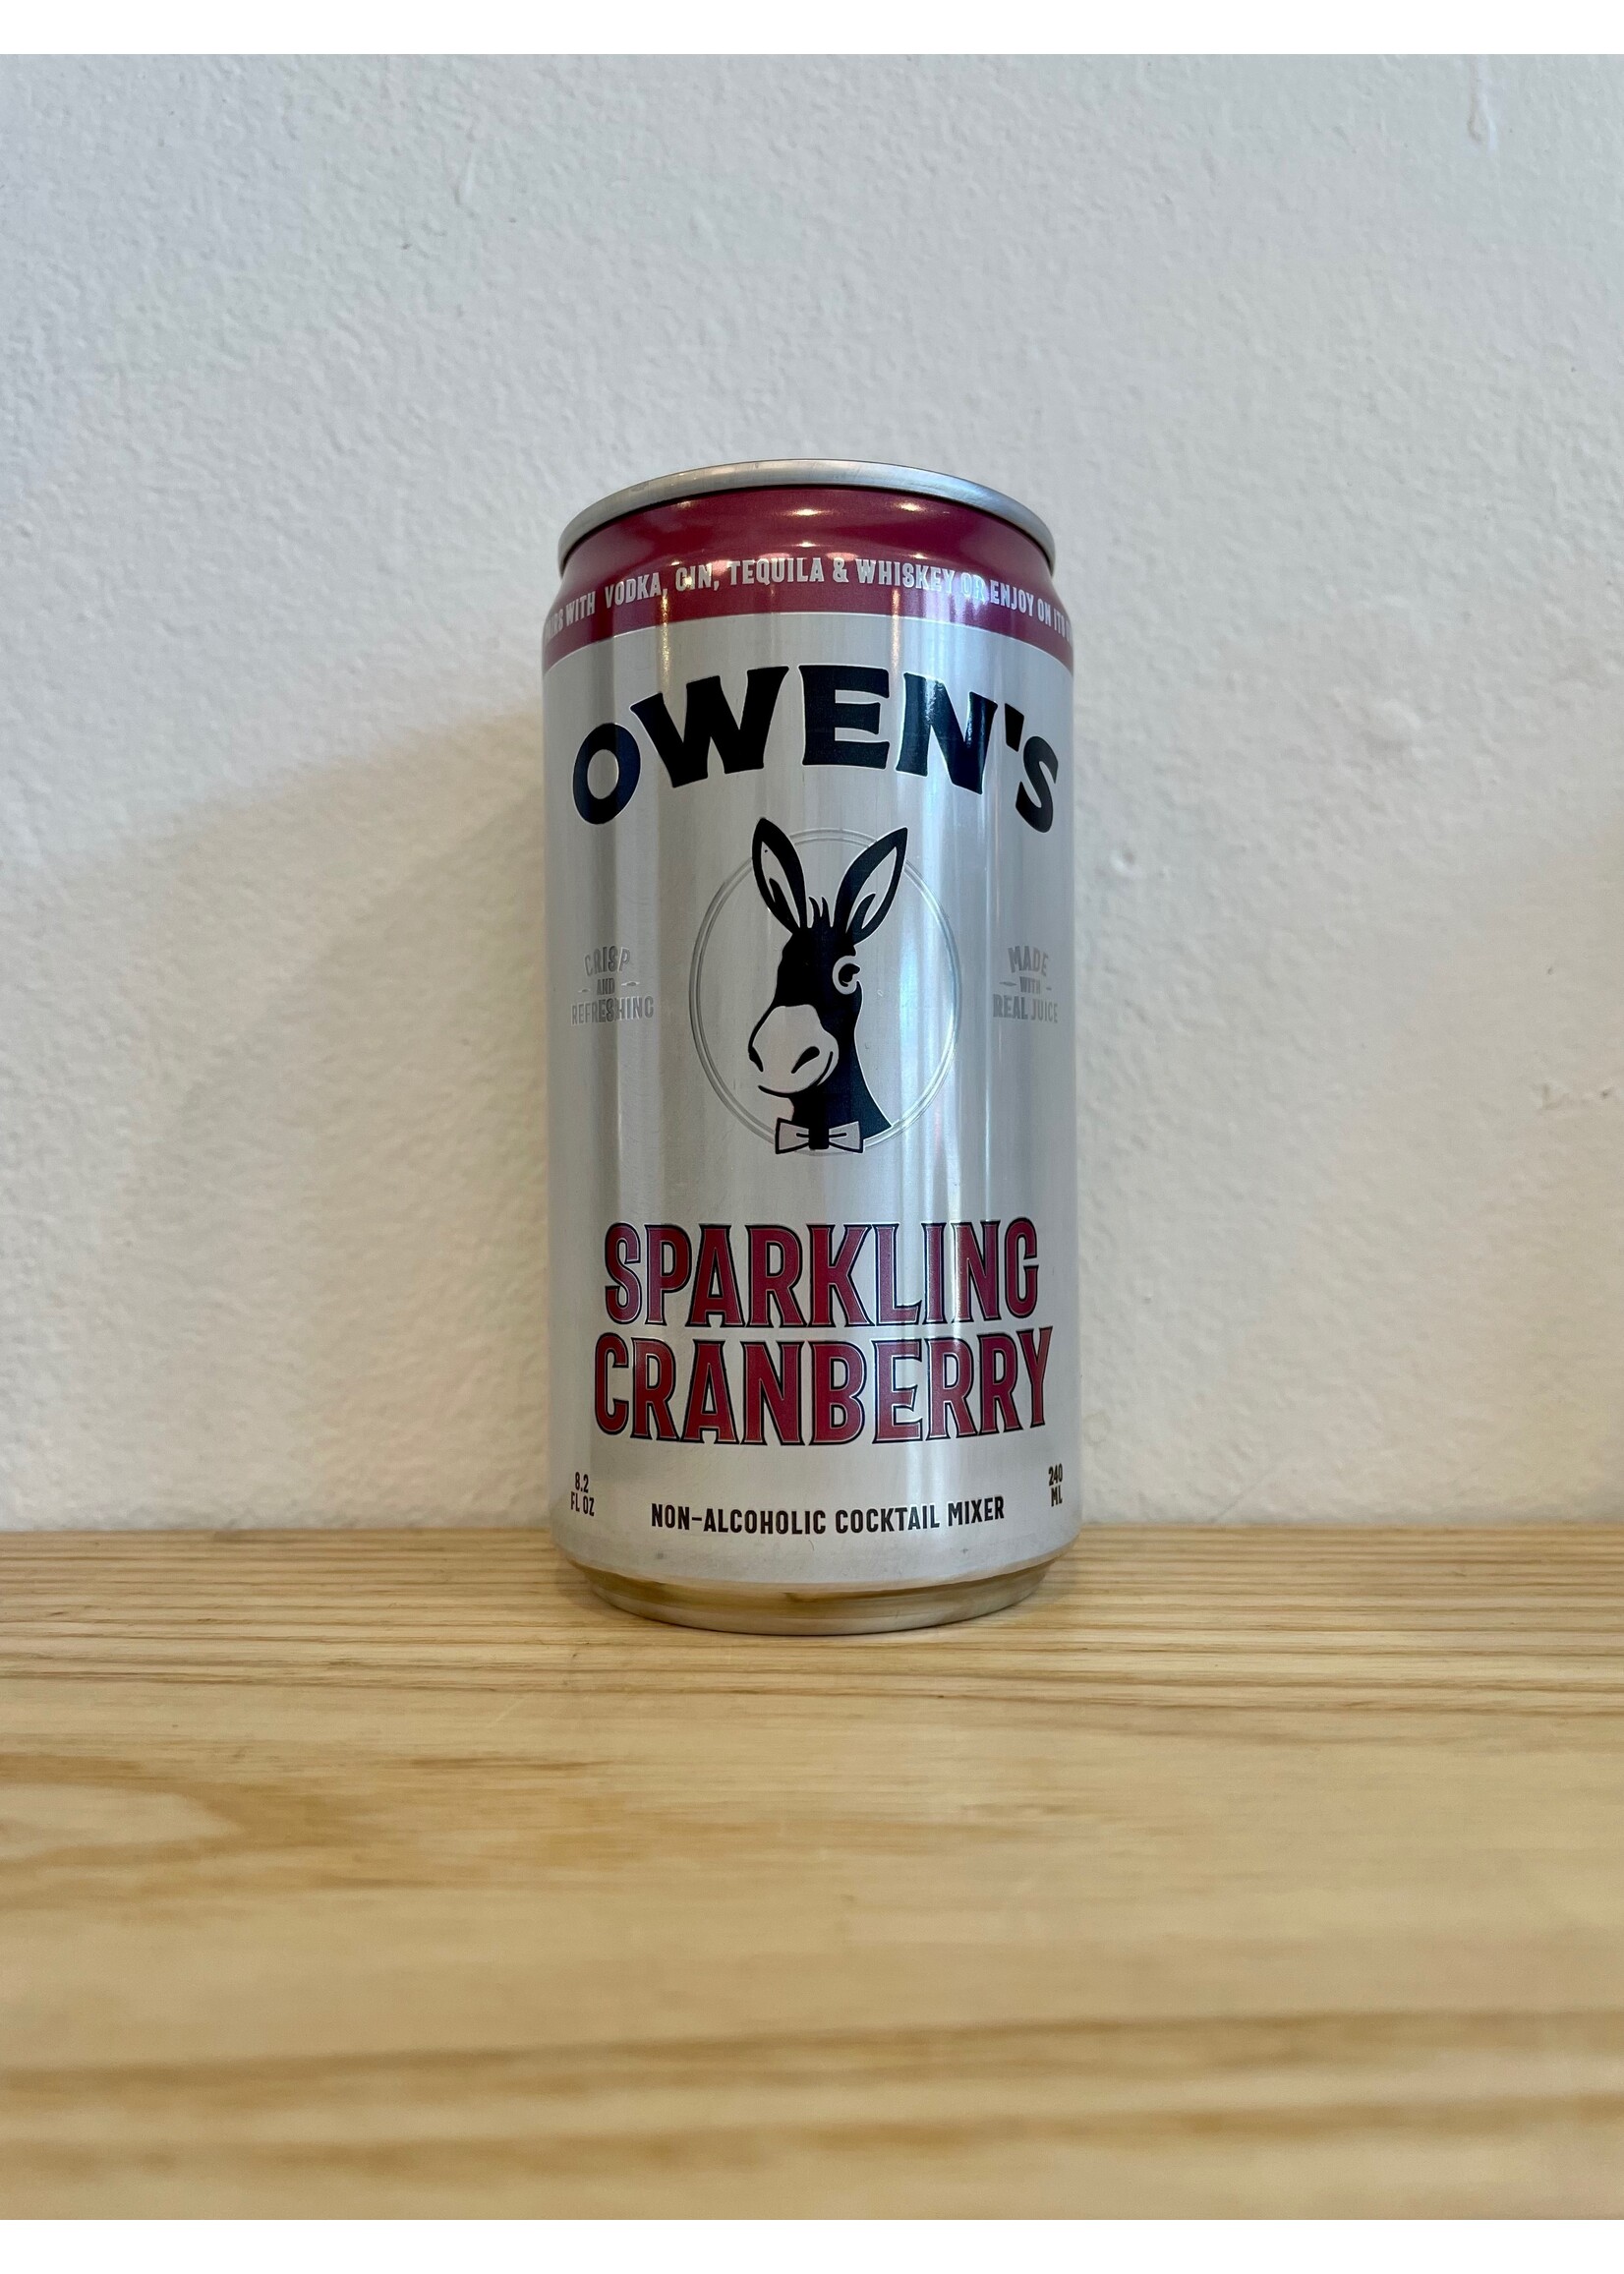 WITH VODKA, GIN, TEQUILA & WHISKEY OR ENJOY ON ITS
OWEN'S
CRISP
AND
REFRESHING
MADE
WITH
REAL JUICE
SPARKLING
CRANBERRY
8.2
FL OZ
NON-ALCOHOLIC COCKTAIL MIXER
240
ML